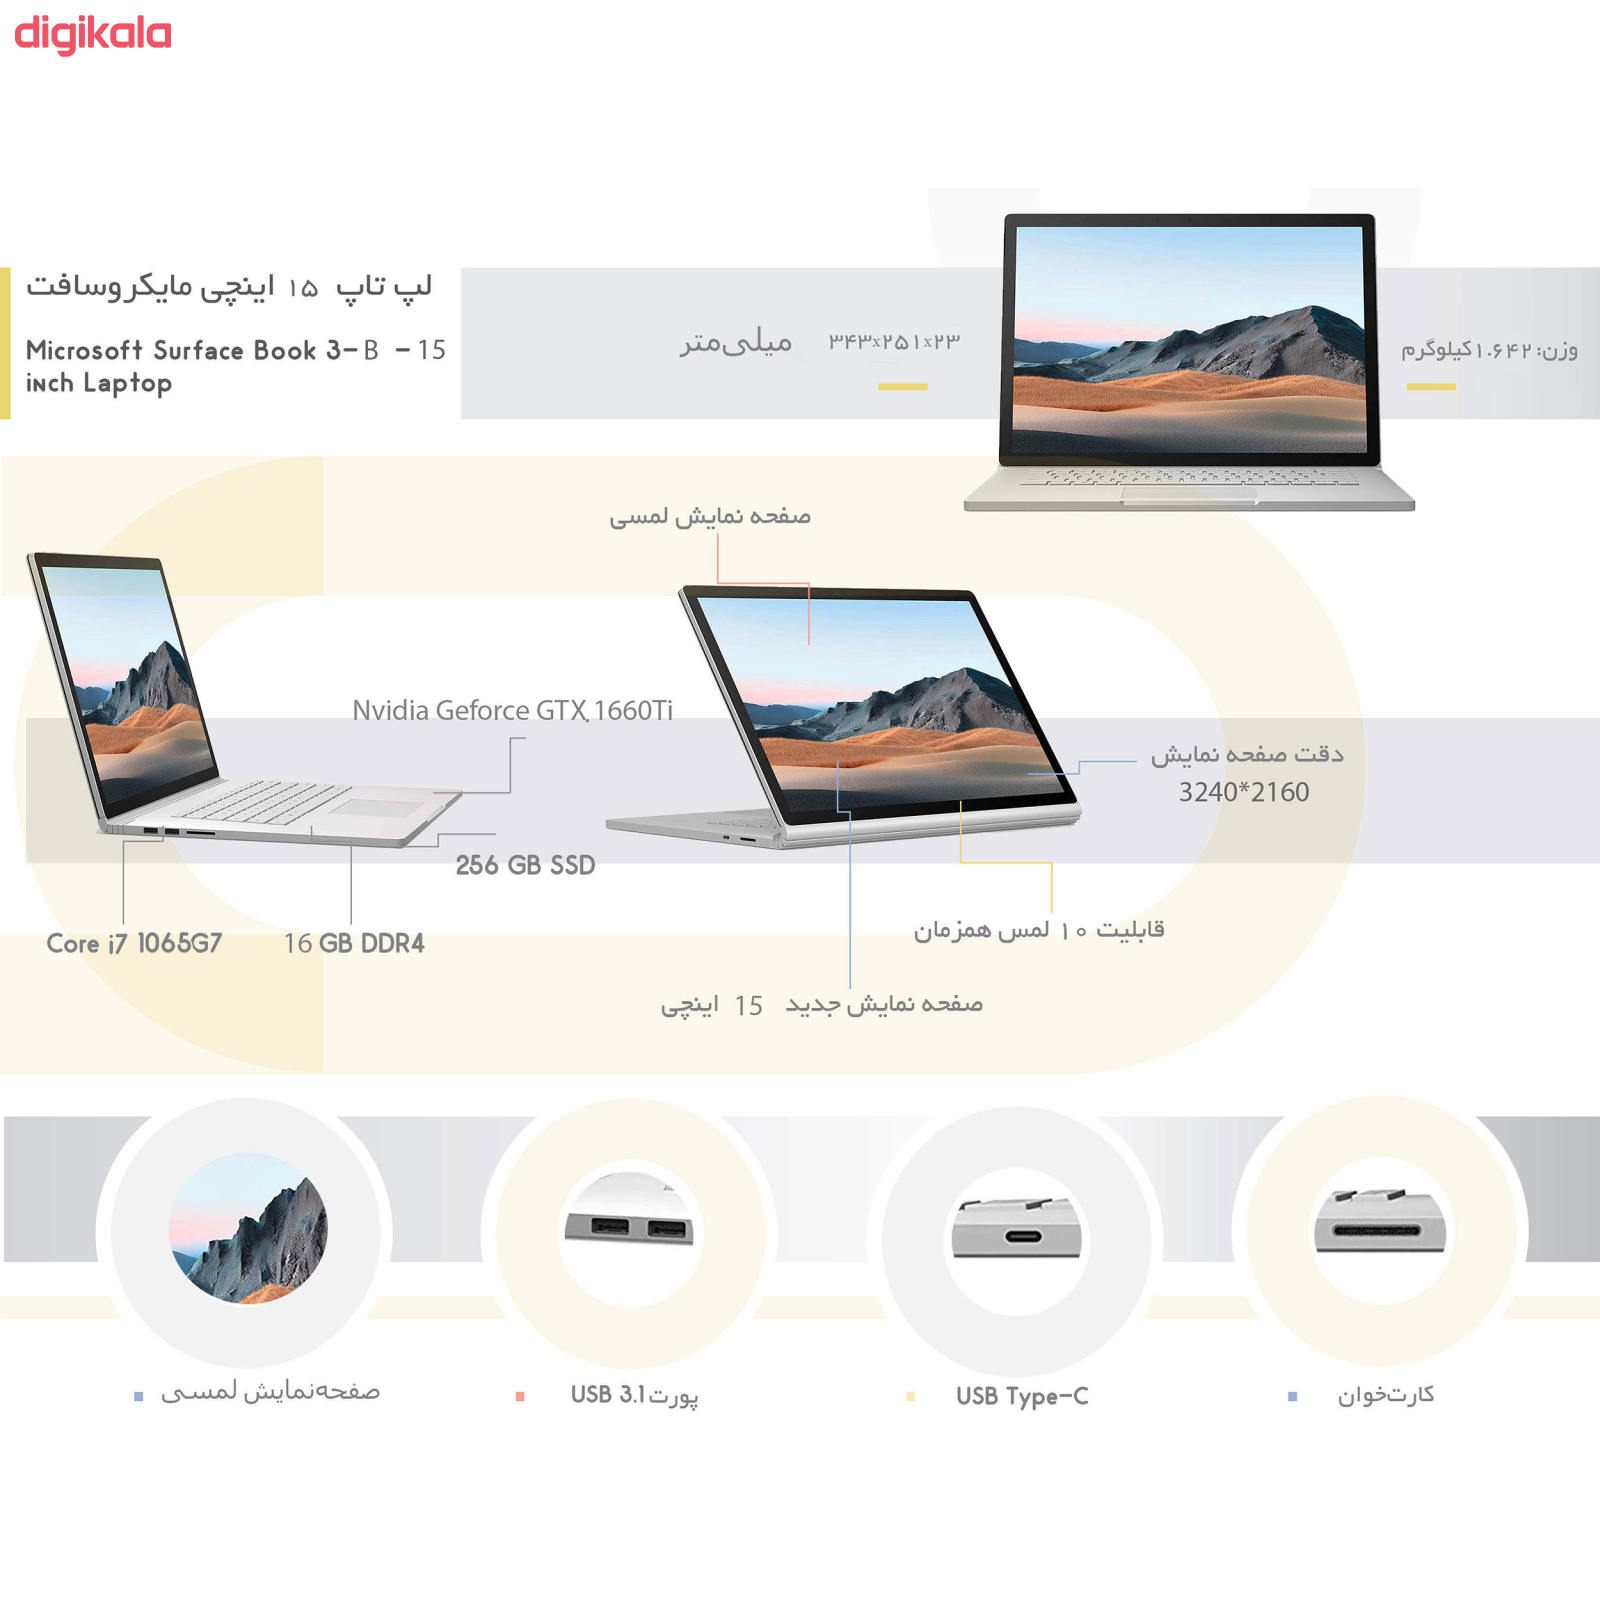 digikala
لپ تاپ ۱۵ اینچی مایکروسافت
Microsoft Surface Book 3-B - 15
inch Laptop
۳۴۳x۲۵۱x۲۳ میلی‌متر
وزن: ۱.۶۴۲کیلوگرم
صفحه نمایش لمسی
Nvidia Geforce GTX 1660Ti
دقت صفحه نمایش
3240*2160
256 GB SSD
Core i7 1065G7
16 GB DDR4
قابلیت ۱۰ لمس همزمان
صفحه نمایش جدید 15 اینچی
صفحه‌نمایش لمسی
پورت USB 3.1
USB Type-C
کارت‌خوان